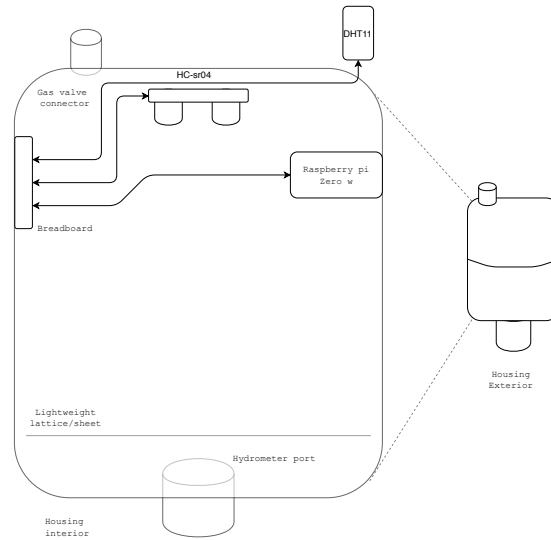 DHT11
HC-sr04
Gas valve
connector
Raspberry pi
Zero w
Breadboard
Housing
Exterior
Lightweight
lattice/sheet
Hydrometer port
Housing
interior